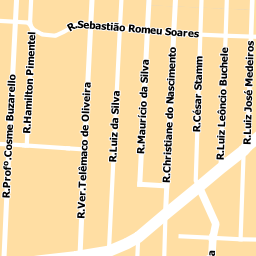 R.Sebastião Romeu Soares
R.Profº.Cosme Buzarello
R.Hamilton Pimentel
R.Ver.Telêmaco de Oliveira
R.Luiz da Silva
R.Maurício da Silva
R.Christiane do Nascimento
R.César Stamm
R.Luiz Leôncio Buchele
R.Luiz José Medeiros
a